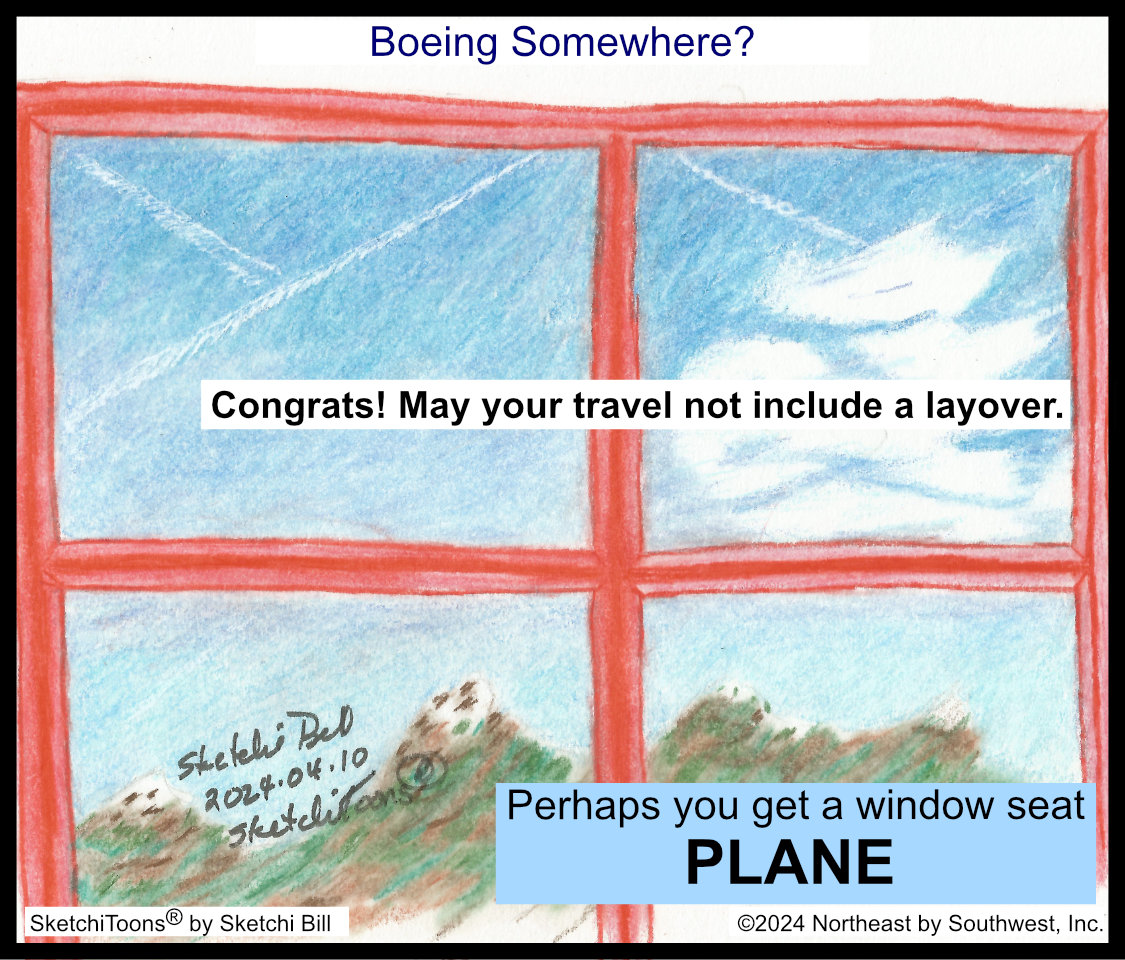 Boeing Somewhere?
Congrats! May your travel not include a layover.
Sketchi Bill
2024.04.10
SketchiToons®
Perhaps you get a window seat
PLANE
SketchiToons® by Sketchi Bill
©2024 Northeast by Southwest, Inc.